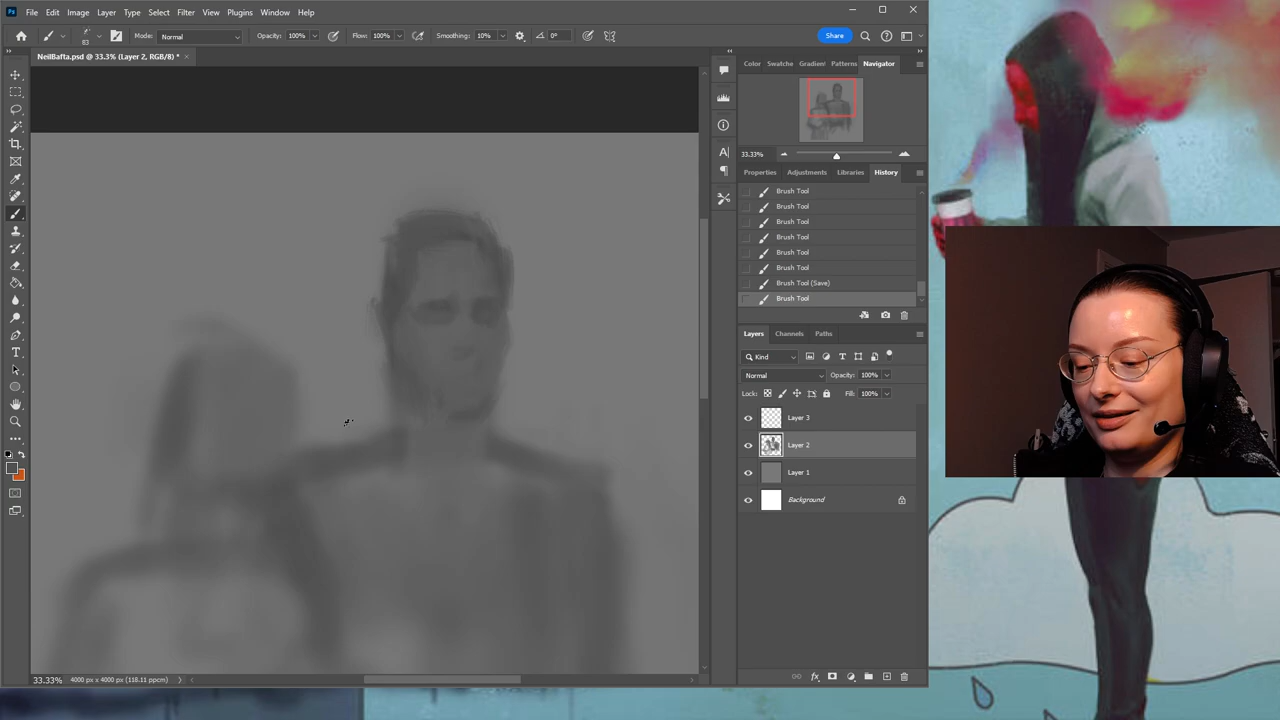 Ps File Edit Image Layer Type Select Filter View Plugins Window Help
83 Mode: Normal Opacity: 100% Flow: 100% Smoothing: 10% 0° Share
NeilBafta.psd @ 33.3% (Layer 2, RGB/8) * ×
Color Swatche Gradien Patterns Navigator
33.33%
Properties Adjustments Libraries History
Brush Tool
Brush Tool
Brush Tool
Brush Tool
Brush Tool
Brush Tool
Brush Tool (Save)
Brush Tool
Layers Channels Paths
Kind
Normal Opacity: 100%
Lock: Fill: 100%
Layer 3
Layer 2
Layer 1
Background
33.33% 4000 px x 4000 px (118.11 ppcm)